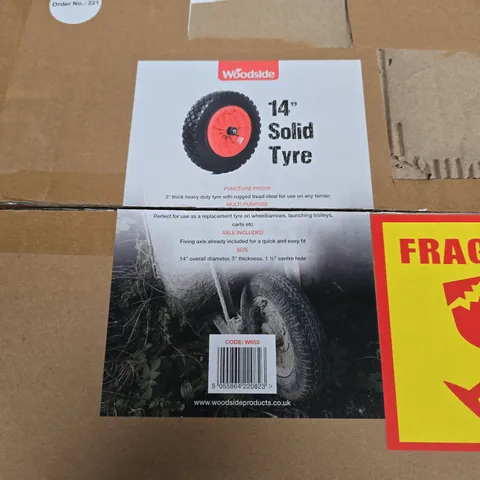 Order No.: 221
Woodside
14"
Solid
Tyre
PUNCTURE PROOF
3" thick heavy duty tyre with rugged tread ideal for use on any terrain
MULTI PURPOSE
Perfect for use as a replacement tyre on wheelbarrows, launching trolleys,
carts etc
AXLE INCLUDED
Fixing axle already included for a quick and easy fit
SIZE
14" overall diameter, 3" thickness, 1 ½" centre hole
CODE: W653
5 055864 220823 >
www.woodsideproducts.co.uk
FRAG